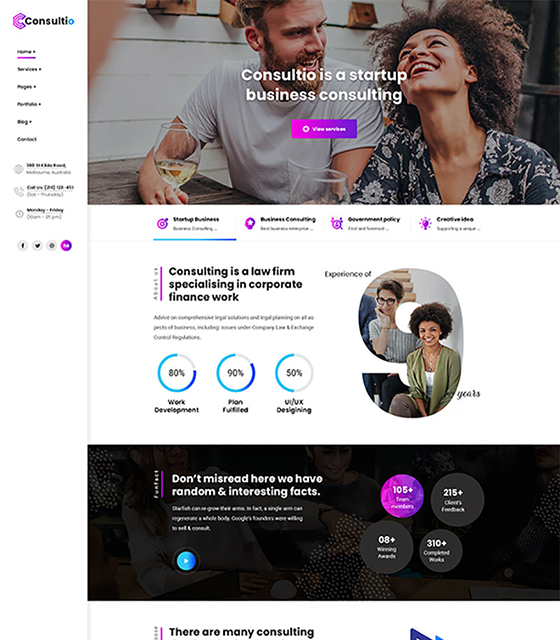 Consultio
Home +
Services +
Pages +
Portfolio +
Blog +
Contact
380 St Kilda Road,
Melbourne, Australia
Call Us: (210) 123-451
(Sat - Thursday)
Monday - Friday
(10am - 05 pm)
Consultio is a startup
business consulting
View services
Startup Business
Business Consulting ...
Business Consulting
Best business enterprise ...
Government policy
First and foremost ...
Creative idea
Supporting a unique ...
About us
Consulting is a law firm
specialising in corporate
finance work
Advice on comprehensive legal solutions and legal planning on all as
pects of business, including: issues under Company Law & Exchange
Control Regulations.
80%
Work
Development
90%
Plan
Fulfilled
50%
UI/UX
Desigining
Experience of
9
years
Funfact
Don't misread here we have
random & interesting facts.
Starfish can re-grow their arms. In fact, a single arm can
regenerate a whole body. Google's founders were willing
to sell & consult.
105+
Team
members
215+
Client's
Feedback
08+
Winning
Awards
310+
Completed
Works
There are many consulting